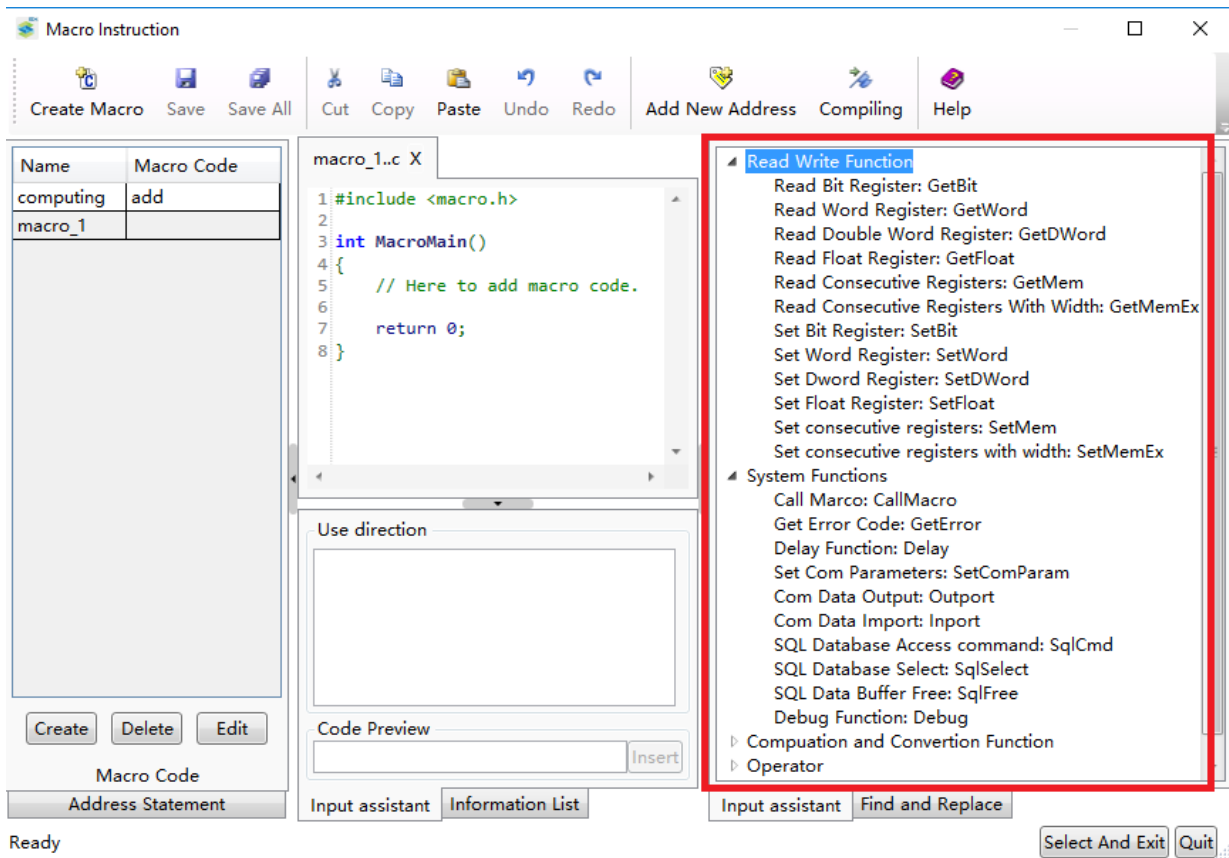 Macro Instruction
Create Macro Save Save All Cut Copy Paste Undo Redo Add New Address Compiling Help
Name Macro Code
computing add
macro_1
macro_1..c X
1 #include <macro.h>
2
3 int MacroMain()
4 {
5 // Here to add macro code.
6
7 return 0;
8 }
Use direction
Code Preview
Insert
Input assistant Information List
Read Write Function
Read Bit Register: GetBit
Read Word Register: GetWord
Read Double Word Register: GetDWord
Read Float Register: GetFloat
Read Consecutive Registers: GetMem
Read Consecutive Registers With Width: GetMemEx
Set Bit Register: SetBit
Set Word Register: SetWord
Set Dword Register: SetDWord
Set Float Register: SetFloat
Set consecutive registers: SetMem
Set consecutive registers with width: SetMemEx
System Functions
Call Marco: CallMacro
Get Error Code: GetError
Delay Function: Delay
Set Com Parameters: SetComParam
Com Data Output: Outport
Com Data Import: Inport
SQL Database Access command: SqlCmd
SQL Database Select: SqlSelect
SQL Data Buffer Free: SqlFree
Debug Function: Debug
Compuation and Convertion Function
Operator
Input assistant Find and Replace
Create Delete Edit
Macro Code
Address Statement
Ready
Select And Exit Quit